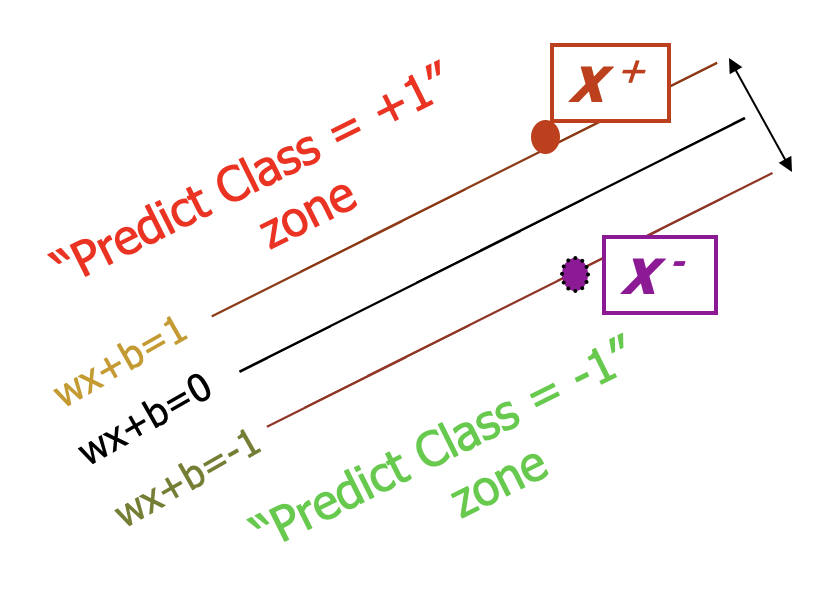 “Predict Class = +1”
zone
x +
wx+b=1
wx+b=0
wx+b=-1
x -
“Predict Class = -1”
zone